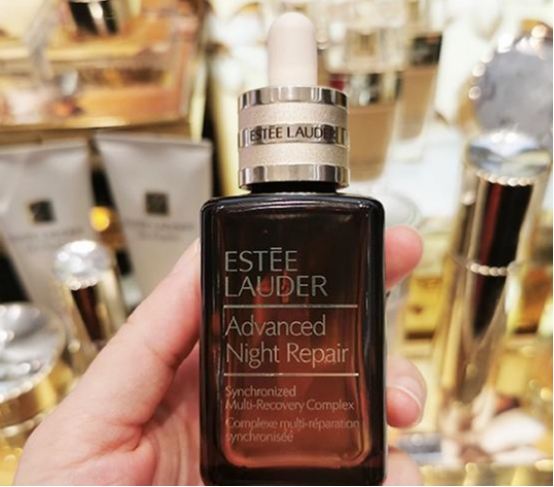 ESTĒE LAUDER
ESTĒE
LAUDER
Advanced
Night Repair
Synchronized
Multi-Recovery Complex
Complexe multi-réparation
synchronisée